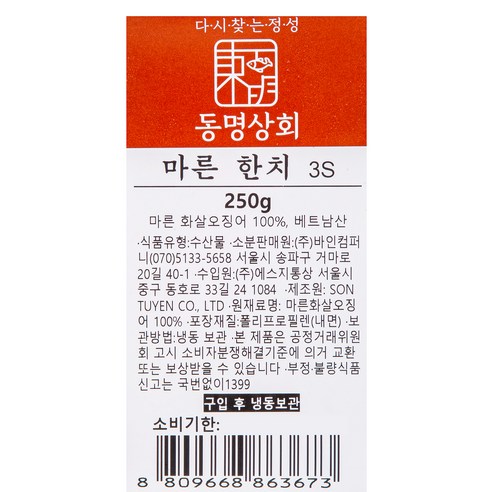 다·시·찾·는·정·성
東明
동명상회
마른 한치 3S
250g
마른 화살오징어 100%, 베트남산
·식품유형:수산물 ·소분판매원:(주)바인컴퍼
니(070)5133-5658 서울시 송파구 거마로
20길 40-1 ·수입원:(주)에스지통상 서울시
중구 동호로 33길 24 1084 ·제조원: SON
TUYEN CO., LTD ·원재료명: 마른화살오징
어 100% ·포장재질:폴리프로필렌(내면) ·보
관방법:냉동 보관 ·본 제품은 공정거래위원
회 고시 소비자분쟁해결기준에 의거 교환
또는 보상받을 수 있습니다 ·부정·불량식품
신고는 국번없이1399
구입 후 냉동보관
소비기한:
8 809668 863673